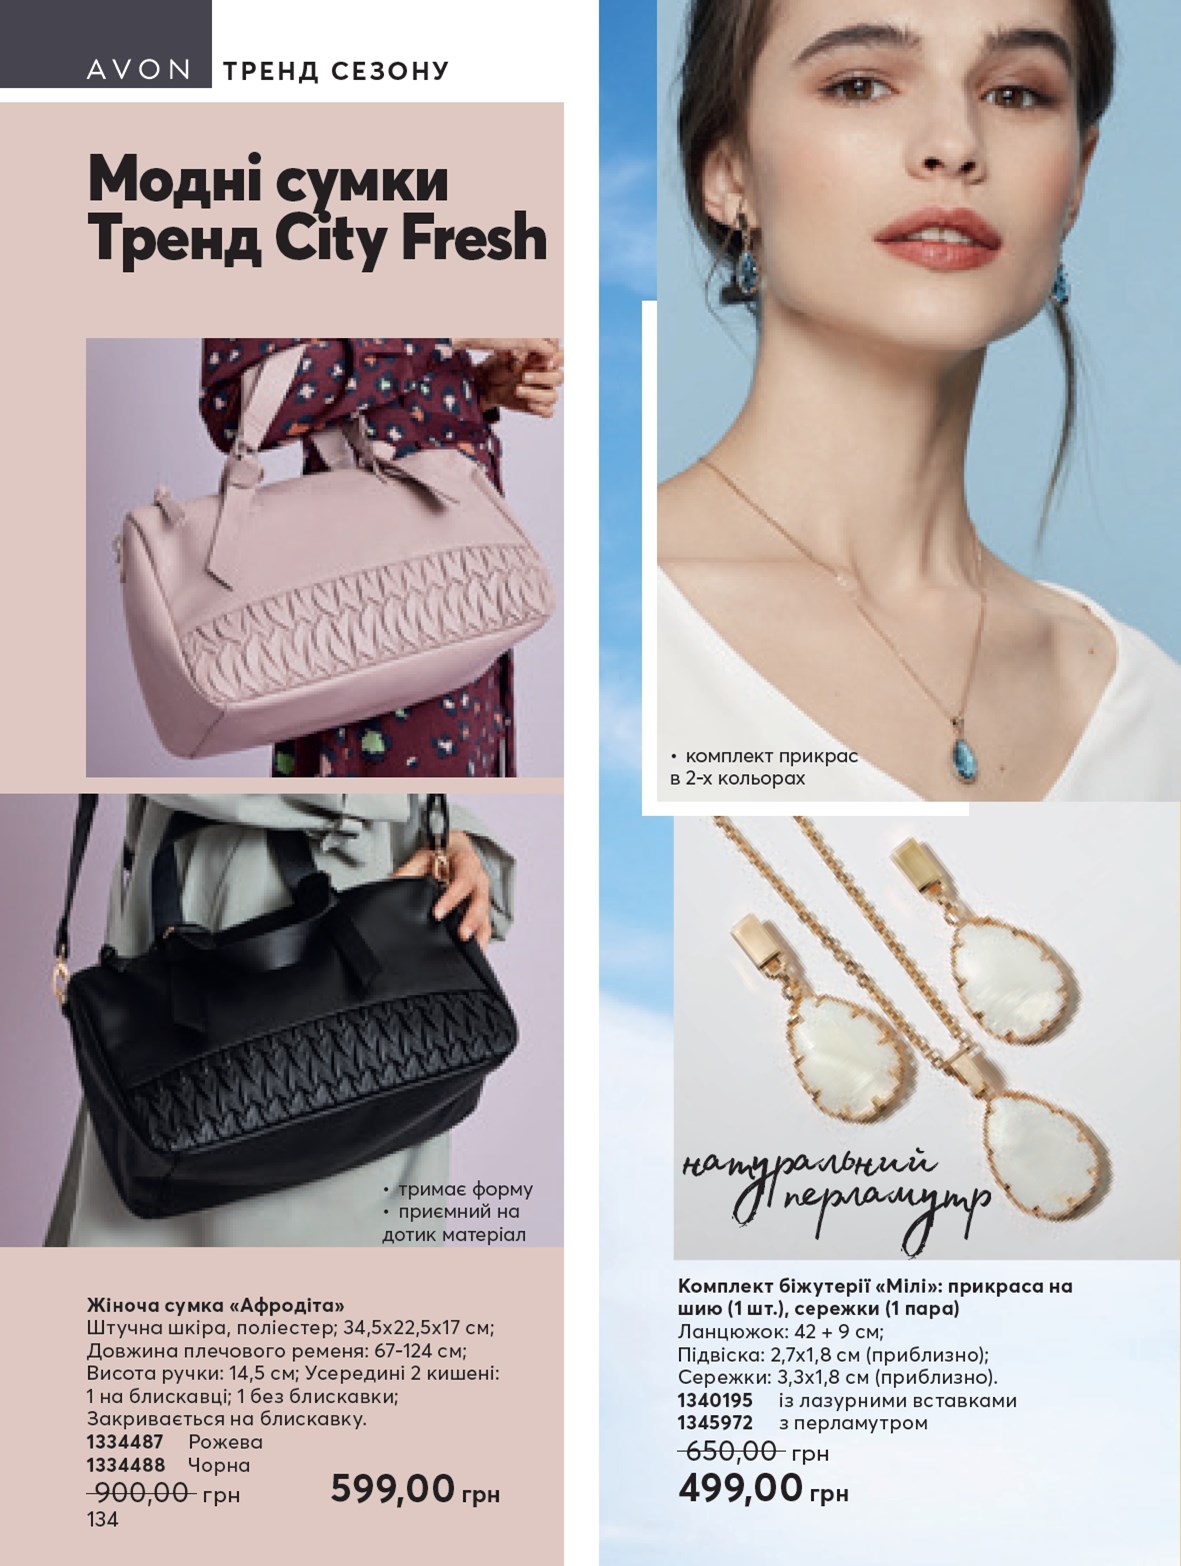 AVON ТРЕНД СЕЗОНУ
Модні сумки
Тренд City Fresh
• тримає форму
• приємний на
дотик матеріал
Жіноча сумка «Афродіта»
Штучна шкіра, поліестер; 34,5х22,5х17 см;
Довжина плечового ременя: 67-124 см;
Висота ручки: 14,5 см; Усередині 2 кишені:
1 на блискавці; 1 без блискавки;
Закривається на блискавку.
1334487 Рожева
1334488 Чорна
900,00 грн 599,00 грн
134
• комплект прикрас
в 2-х кольорах
натуральний
перламутр
Комплект біжутерії «Мілі»: прикраса на
шию (1 шт.), сережки (1 пара)
Ланцюжок: 42 + 9 см;
Підвіска: 2,7х1,8 см (приблизно);
Сережки: 3,3х1,8 см (приблизно).
1340195 із лазурними вставками
1345972 з перламутром
650,00 грн
499,00 грн